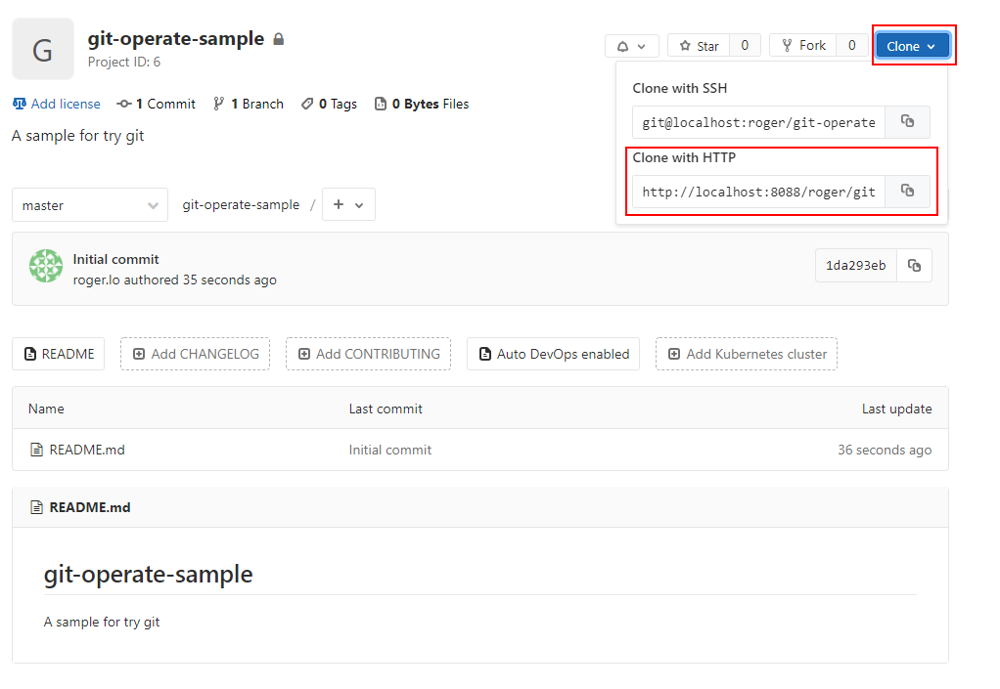 G
git-operate-sample
Project ID: 6
Star 0
Fork 0
Clone
Add license 1 Commit 1 Branch 0 Tags 0 Bytes Files
A sample for try git
Clone with SSH
git@localhost:roger/git-operate
Clone with HTTP
http://localhost:8088/roger/git
master git-operate-sample / +
Initial commit
roger.lo authored 35 seconds ago
1da293eb
README Add CHANGELOG Add CONTRIBUTING Auto DevOps enabled Add Kubernetes cluster
Name Last commit Last update
README.md Initial commit 36 seconds ago
README.md
git-operate-sample
A sample for try git